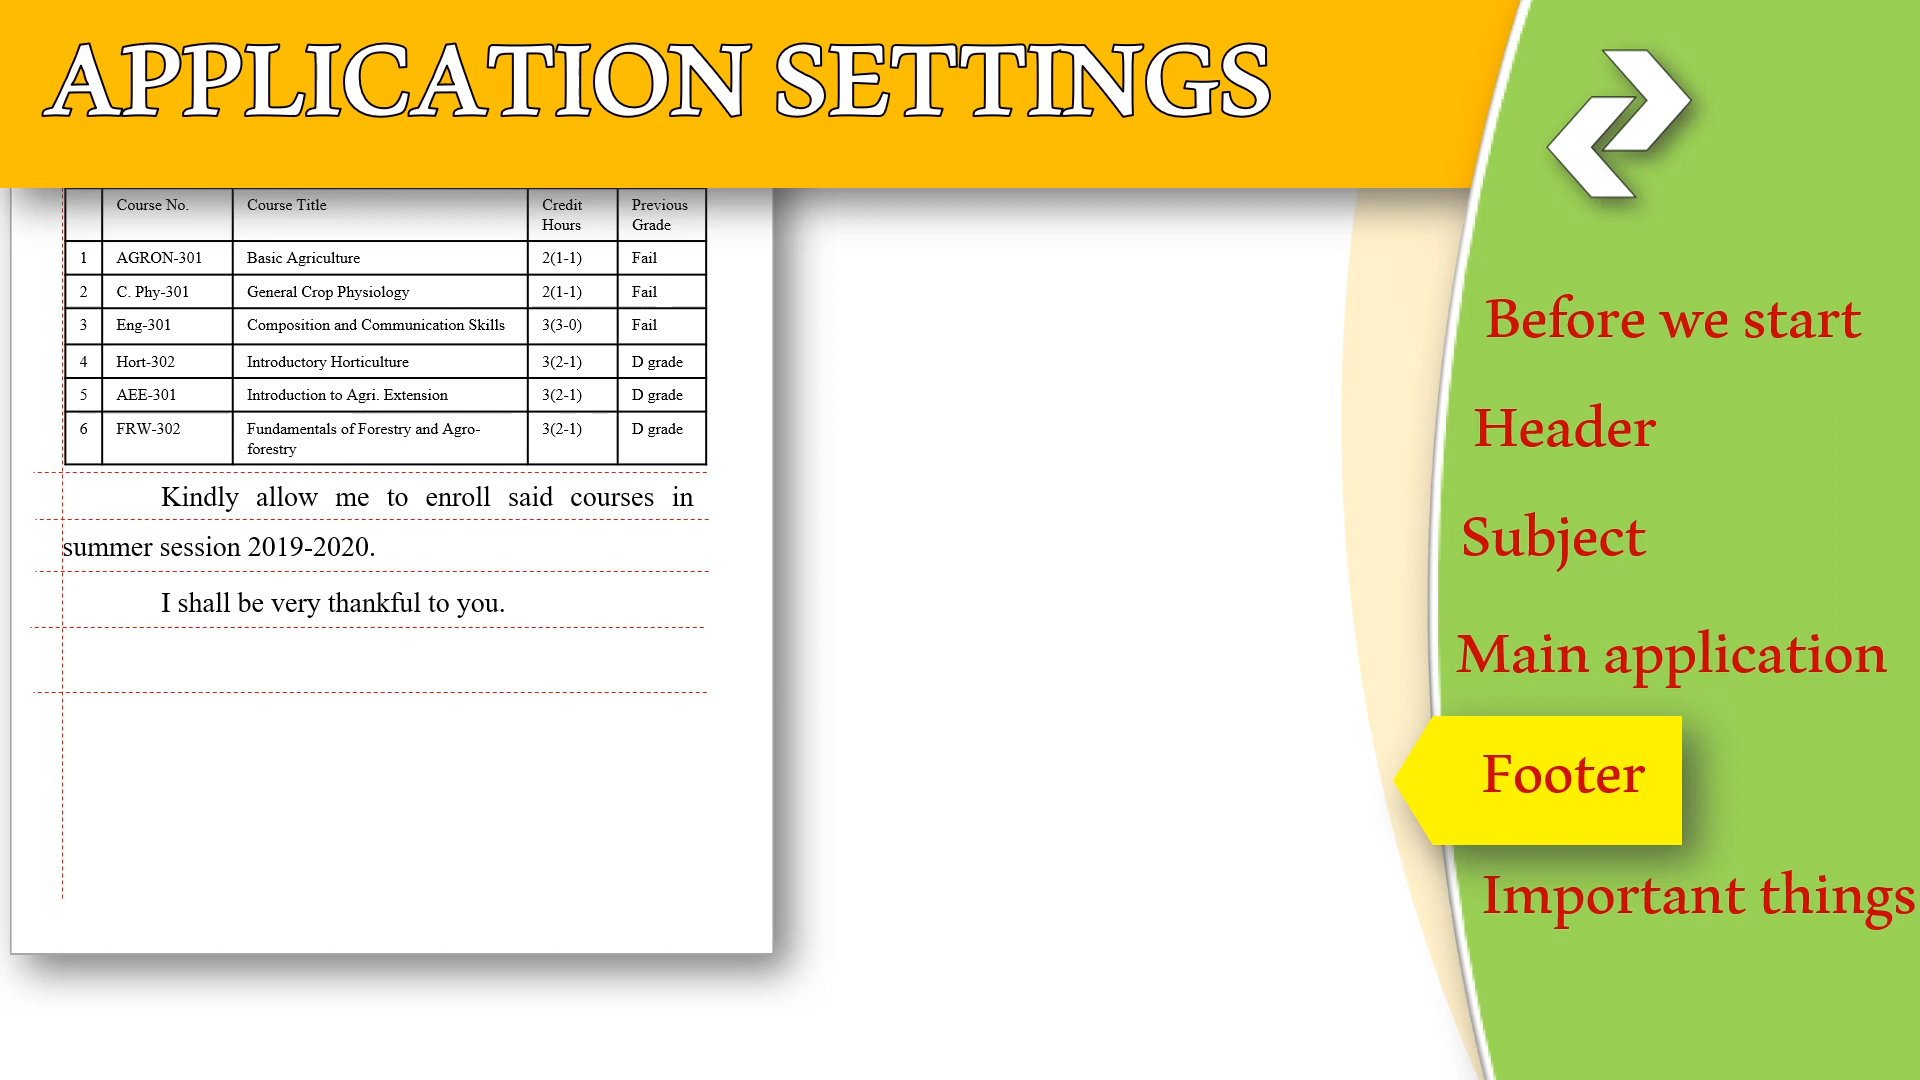 APPLICATION SETTINGS
Course No. Course Title Credit Hours Previous Grade
1 AGRON-301 Basic Agriculture 2(1-1) Fail
2 C. Phy-301 General Crop Physiology 2(1-1) Fail
3 Eng-301 Composition and Communication Skills 3(3-0) Fail
4 Hort-302 Introductory Horticulture 3(2-1) D grade
5 AEE-301 Introduction to Agri. Extension 3(2-1) D grade
6 FRW-302 Fundamentals of Forestry and Agro-
forestry 3(2-1) D grade
Kindly allow me to enroll said courses in
summer session 2019-2020.
I shall be very thankful to you.
Before we start
Header
Subject
Main application
Footer
Important things